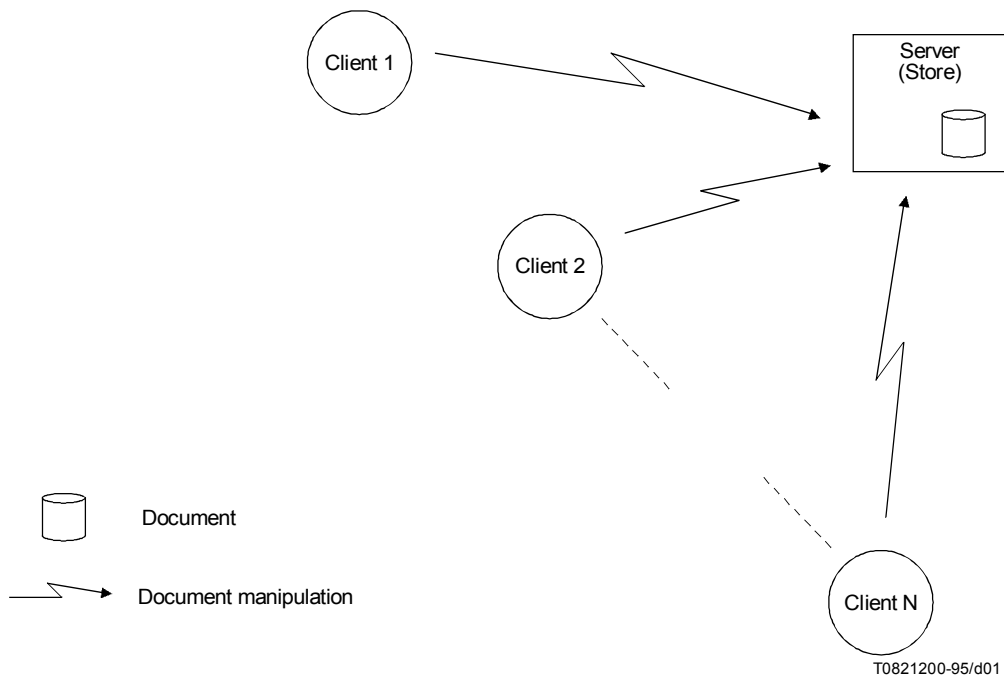 Client 1
Server
(Store)
Client 2
Document
Document manipulation
Client N
T0821200-95/d01